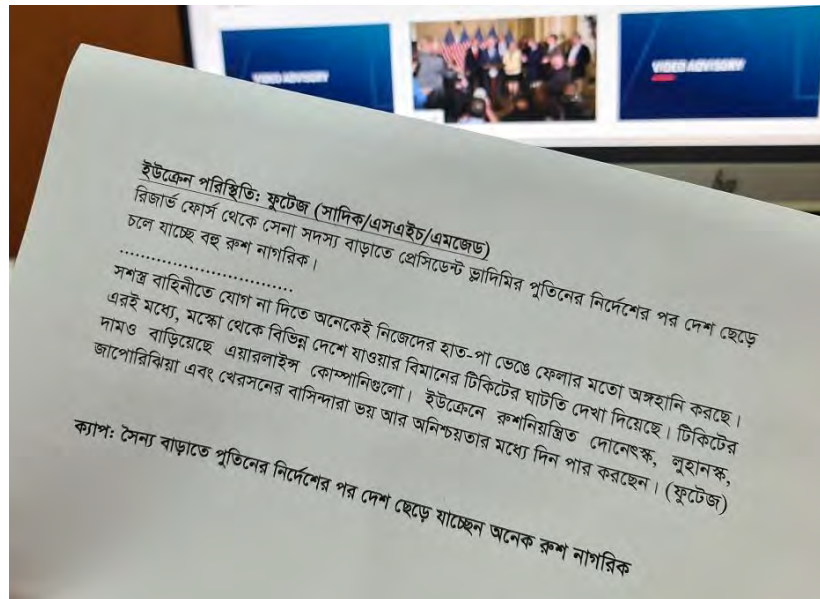 VIDEO ADVISORY
VIDEO ADVISORY
ইউক্রেন পরিস্থিতি: ফুটেজ (সাদিক/এসএইচ/এমজেড)
রিজার্ভ ফোর্স থেকে সেনা সদস্য বাড়াতে প্রেসিডেন্ট ভ্লাদিমির পুতিনের নির্দেশের পর দেশ ছেড়ে
চলে যাচ্ছে বহু রুশ নাগরিক।
..............................
সশস্ত্র বাহিনীতে যোগ না দিতে অনেকেই নিজেদের হাত-পা ভেঙে ফেলার মতো অঙ্গহানি করছে।
এরই মধ্যে, মস্কো থেকে বিভিন্ন দেশে যাওয়ার বিমানের টিকিটের ঘাটতি দেখা দিয়েছে। টিকিটের
দামও বাড়িয়েছে এয়ারলাইন্স কোম্পানিগুলো। ইউক্রেনে রুশনিয়ন্ত্রিত দোনেৎস্ক, লুহানস্ক,
জাপোরিঝিয়া এবং খেরসনের বাসিন্দারা ভয় আর অনিশ্চয়তার মধ্যে দিন পার করছেন। (ফুটেজ)
ক্যাপ: সৈন্য বাড়াতে পুতিনের নির্দেশের পর দেশ ছেড়ে যাচ্ছেন অনেক রুশ নাগরিক